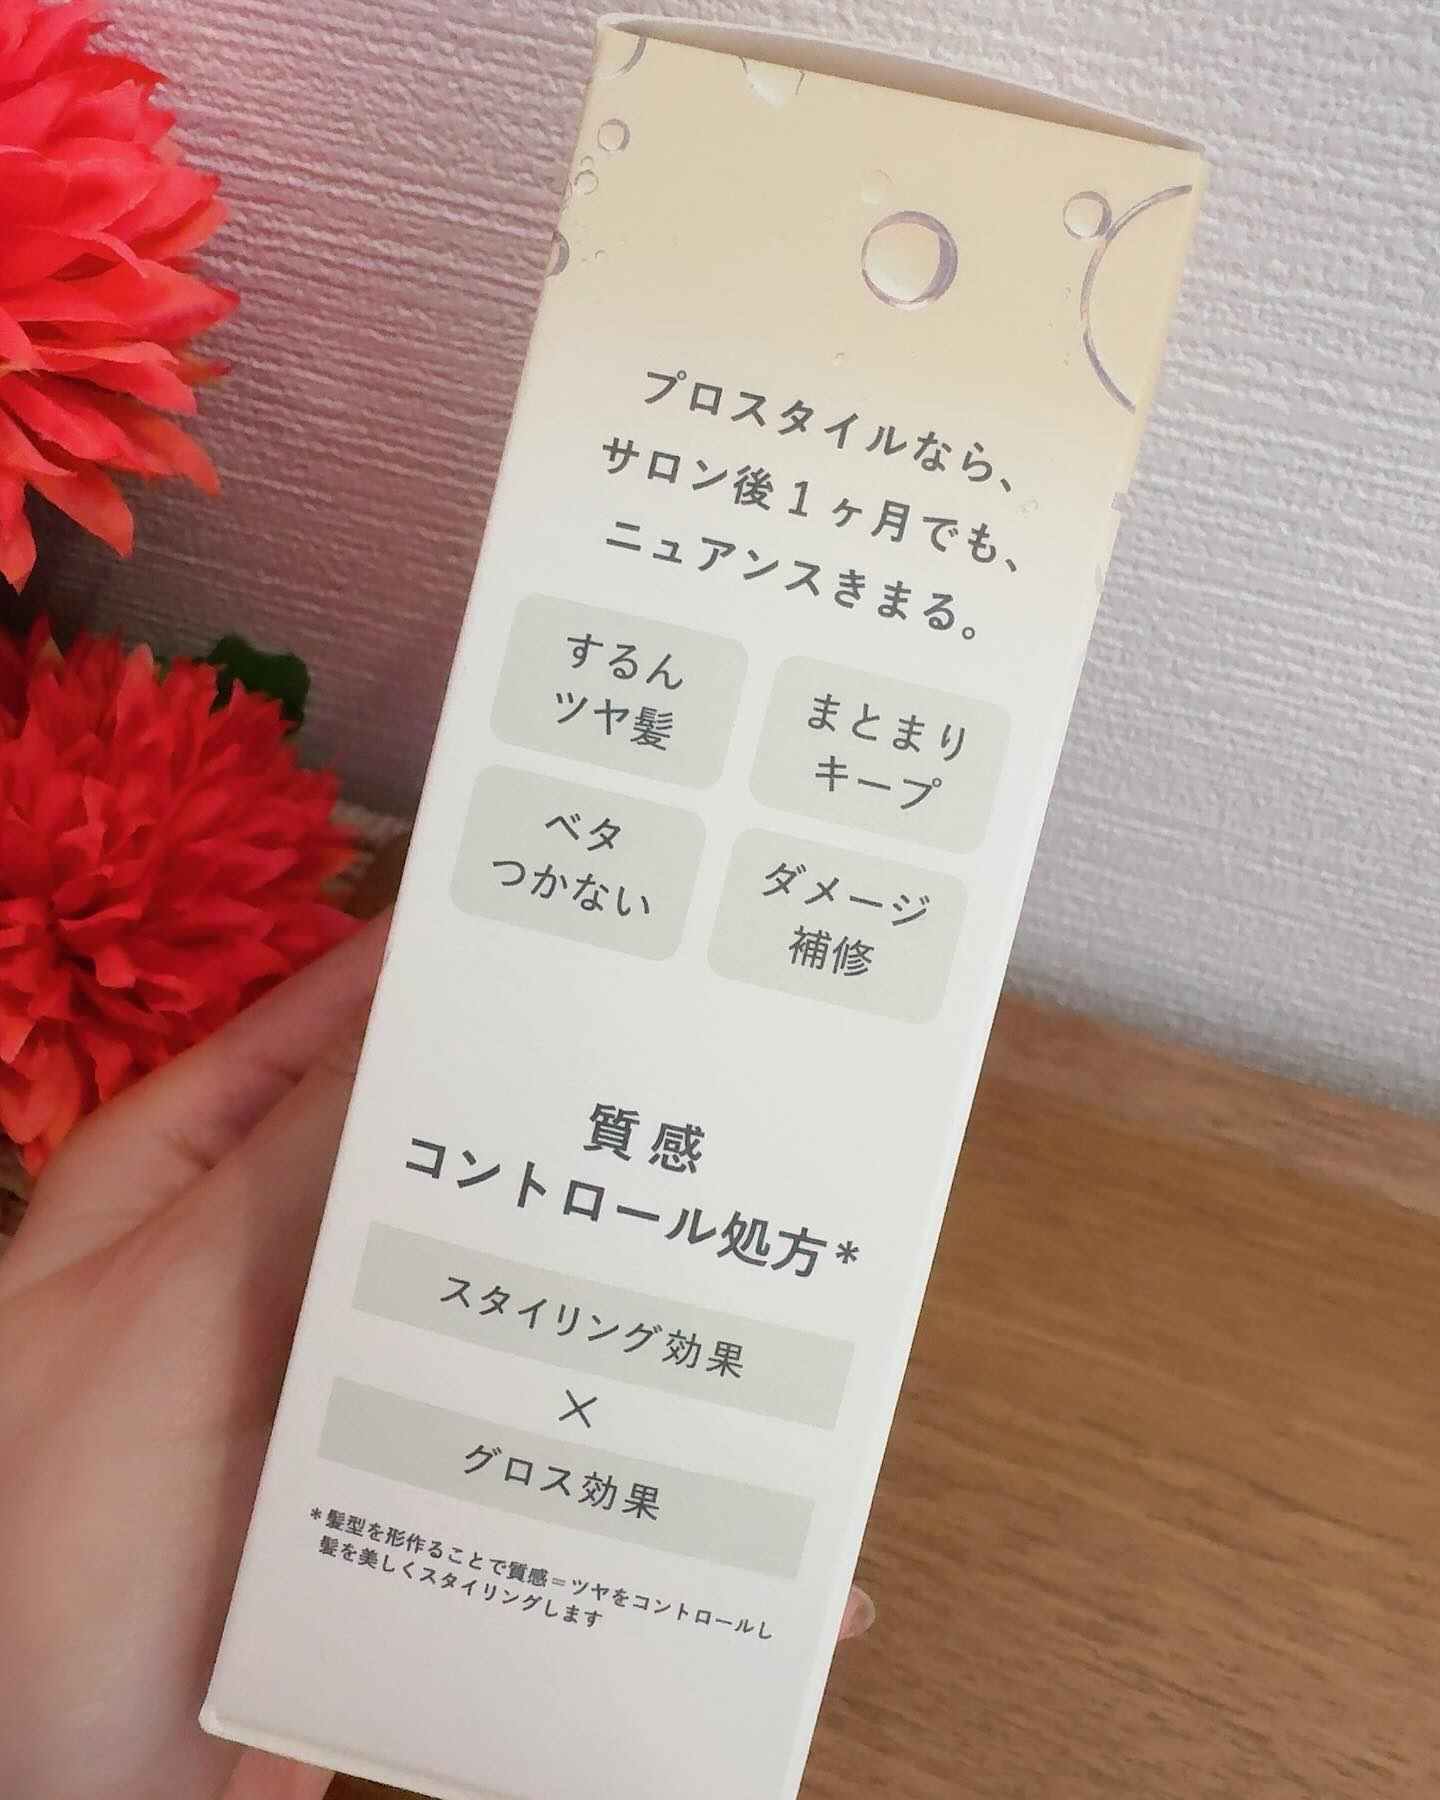 プロスタイルなら、
サロン後1ヶ月でも、
ニュアンスきまる。
するん
ツヤ髪
まとまり
キープ
ベタ
つかない
ダメージ
補修
質感
コントロール処方*
スタイリング効果
×
グロス効果
*髪型を形作ることで質感=ツヤをコントロールし
髪を美しくスタイリングします